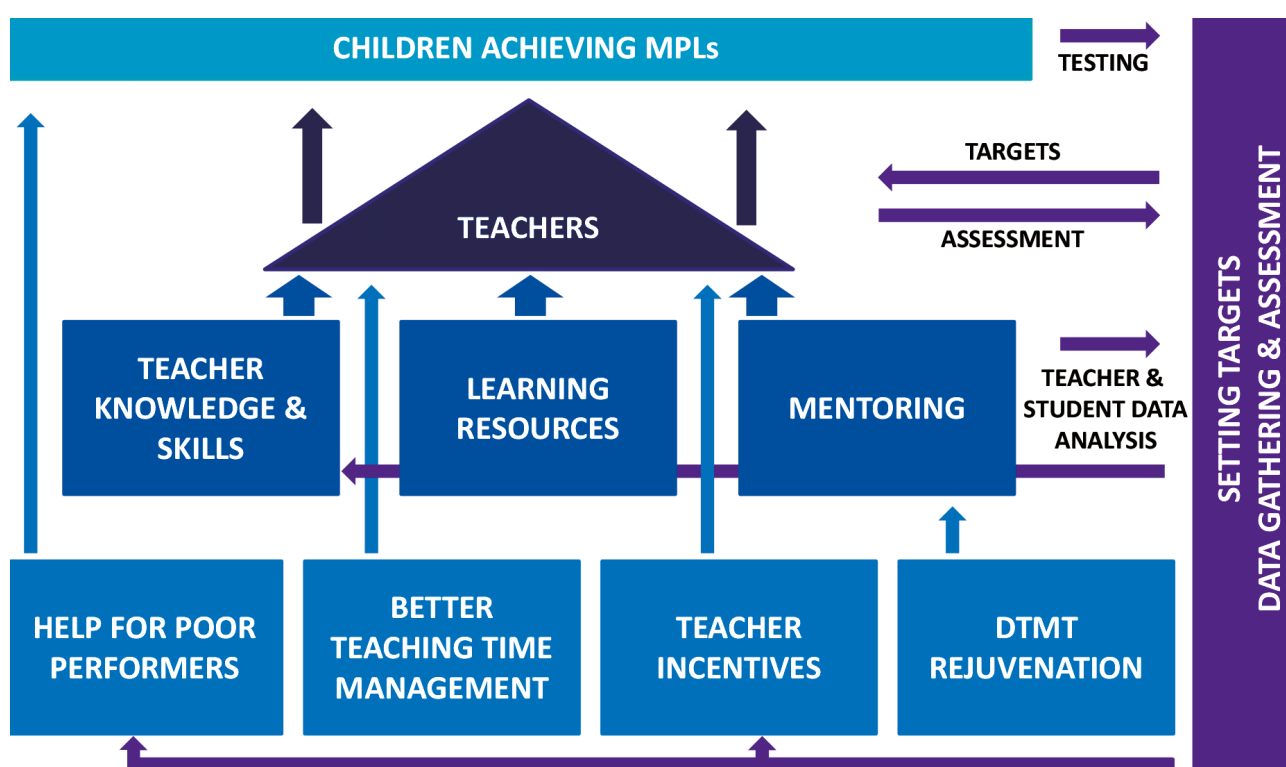 CHILDREN ACHIEVING MPLs
TESTING
TARGETS
TEACHERS
ASSESSMENT
TEACHER
KNOWLEDGE &
SKILLS
LEARNING
RESOURCES
MENTORING
TEACHER &
STUDENT DATA
ANALYSIS
HELP FOR POOR
PERFORMERS
BETTER
TEACHING TIME
MANAGEMENT
TEACHER
INCENTIVES
DTMT
REJUVENATION
SETTING TARGETS
DATA GATHERING & ASSESSMENT